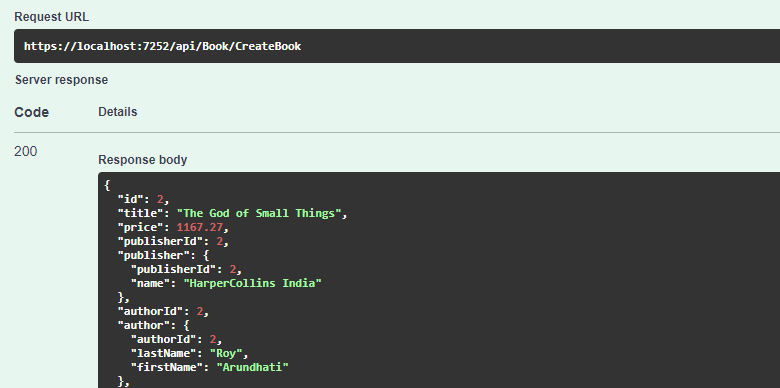 Request URL
https://localhost:7252/api/Book/CreateBook
Server response
Code Details
200
Response body
{
"id": 2,
"title": "The God of Small Things",
"price": 1167.27,
"publisherId": 2,
"publisher": {
"publisherId": 2,
"name": "HarperCollins India"
},
"authorId": 2,
"author": {
"authorId": 2,
"lastName": "Roy",
"firstName": "Arundhati"
},